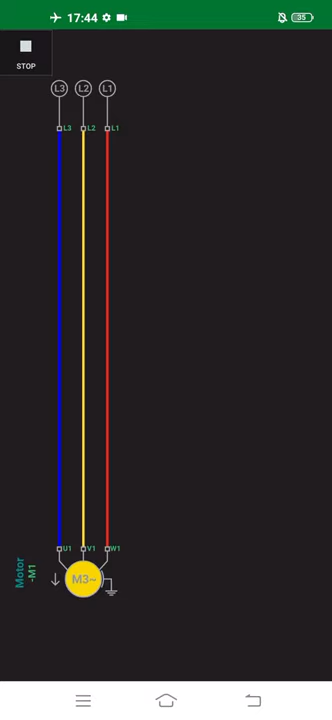 17:44
35
STOP
L3 L2 L1
L3 L2 L1
U1 V1 W1
Motor
-M1
M3~